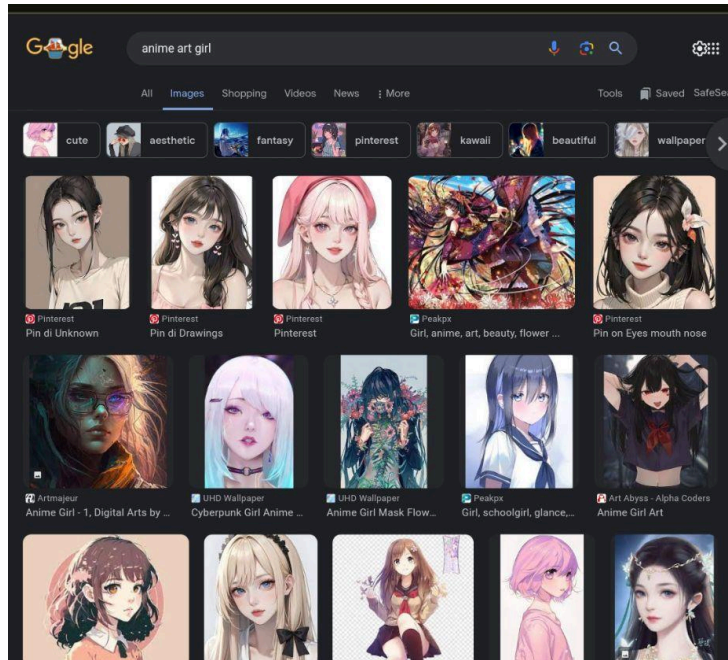 Google
anime art girl
All Images Shopping Videos News More Tools Saved SafeSea
cute aesthetic fantasy pinterest kawaii beautiful wallpaper
Pinterest Pinterest Pinterest Peakpx Pinterest
Pin di Unknown Pin di Drawings Pinterest Girl, anime, art, beauty, flower ... Pin on Eyes mouth nose
Artmajeur UHD Wallpaper UHD Wallpaper Peakpx Art Abyss - Alpha Coders
Anime Girl - 1, Digital Arts by ... Cyberpunk Girl Anime ... Anime Girl Mask Flow... Girl, schoolgirl, glance,... Anime Girl Art